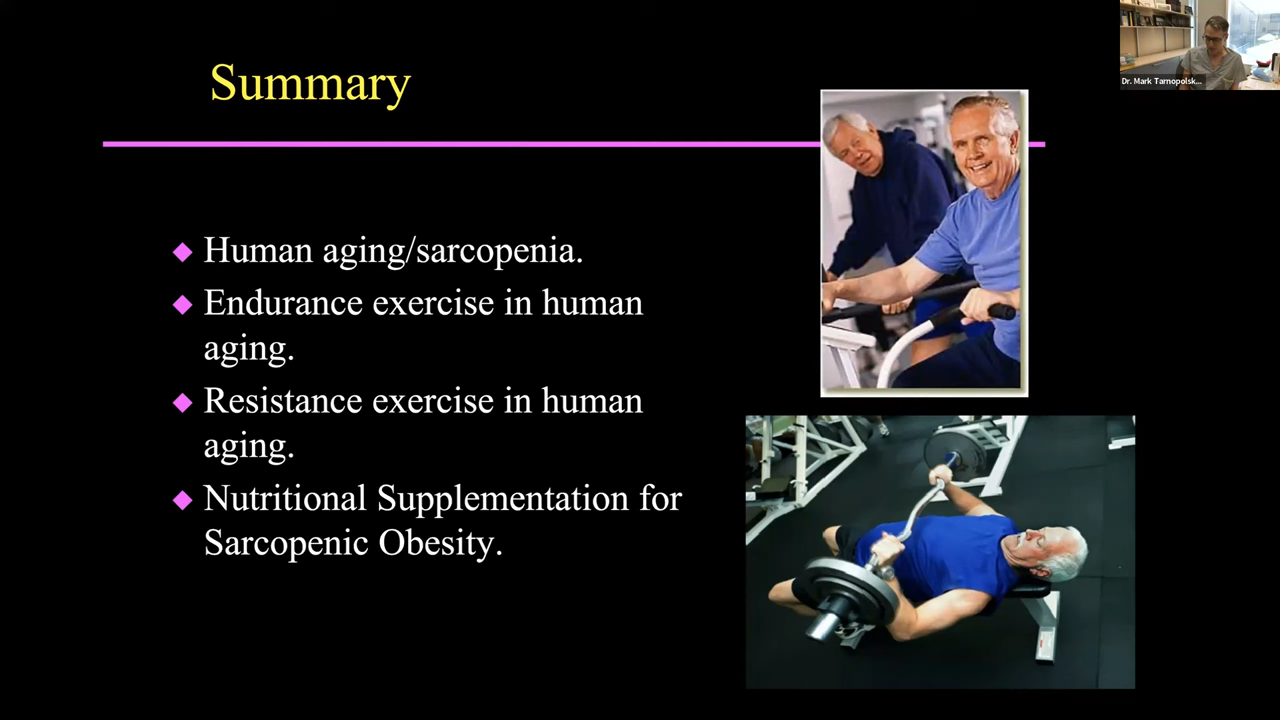 Summary
Human aging/sarcopenia.
Endurance exercise in human
aging.
Resistance exercise in human
aging.
Nutritional Supplementation for
Sarcopenic Obesity.
Dr. Mark Tarnopolsk...